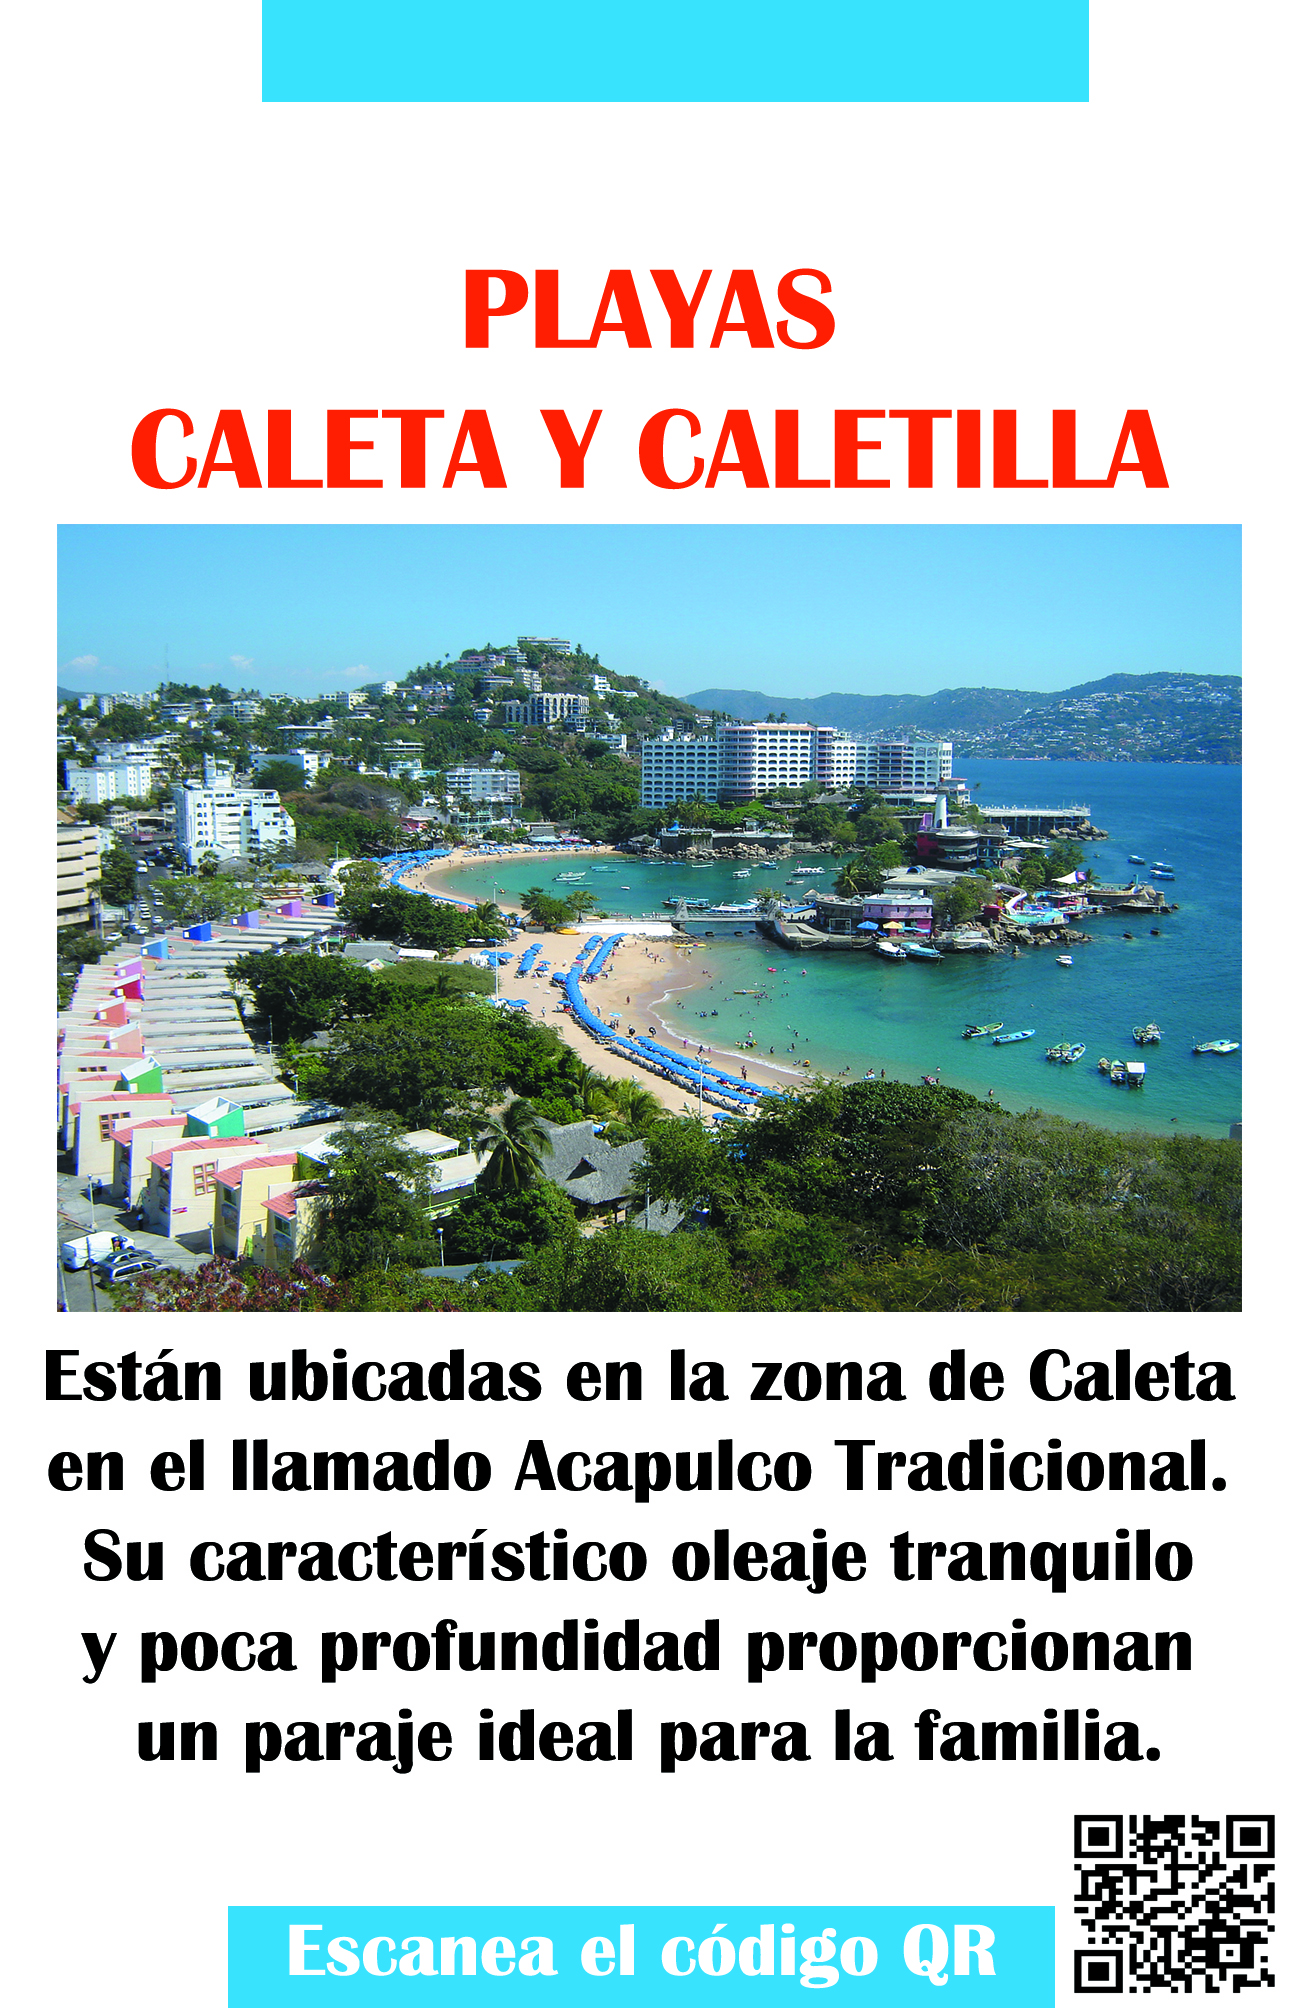 PLAYAS
CALETA Y CALETILLA
Están ubicadas en la zona de Caleta
en el llamado Acapulco Tradicional.
Su característico oleaje tranquilo
y poca profundidad proporcionan
un paraje ideal para la familia.
Escanea el código QR